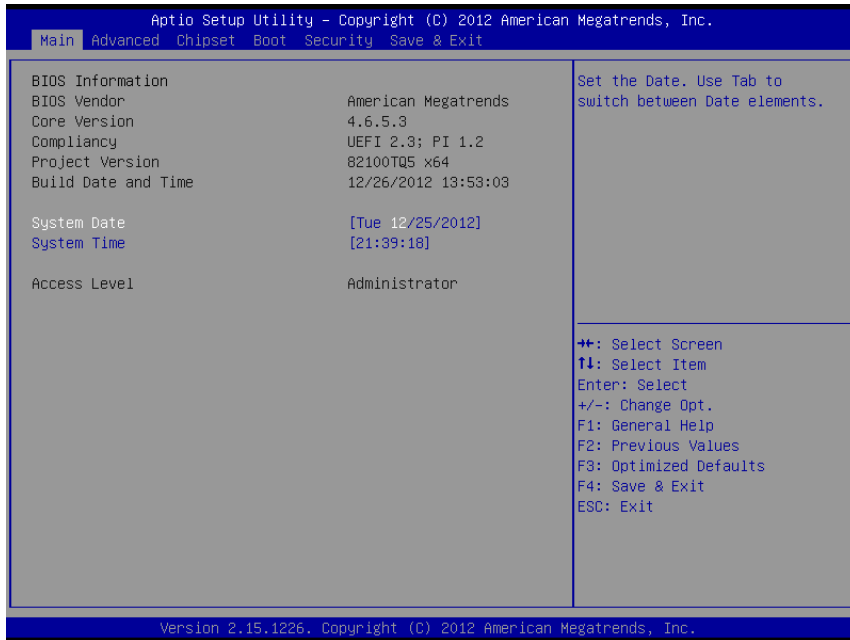 Aptio Setup Utility – Copyright (C) 2012 American Megatrends, Inc.
Main Advanced Chipset Boot Security Save & Exit
BIOS Information
BIOS Vendor American Megatrends
Core Version 4.6.5.3
Compliancy UEFI 2.3; PI 1.2
Project Version 82100TQ5 x64
Build Date and Time 12/26/2012 13:53:03
System Date [Tue 12/25/2012]
System Time [21:39:18]
Access Level Administrator
Set the Date. Use Tab to
switch between Date elements.
→←: Select Screen
↑↓: Select Item
Enter: Select
+/-: Change Opt.
F1: General Help
F2: Previous Values
F3: Optimized Defaults
F4: Save & Exit
ESC: Exit
Version 2.15.1226. Copyright (C) 2012 American Megatrends, Inc.